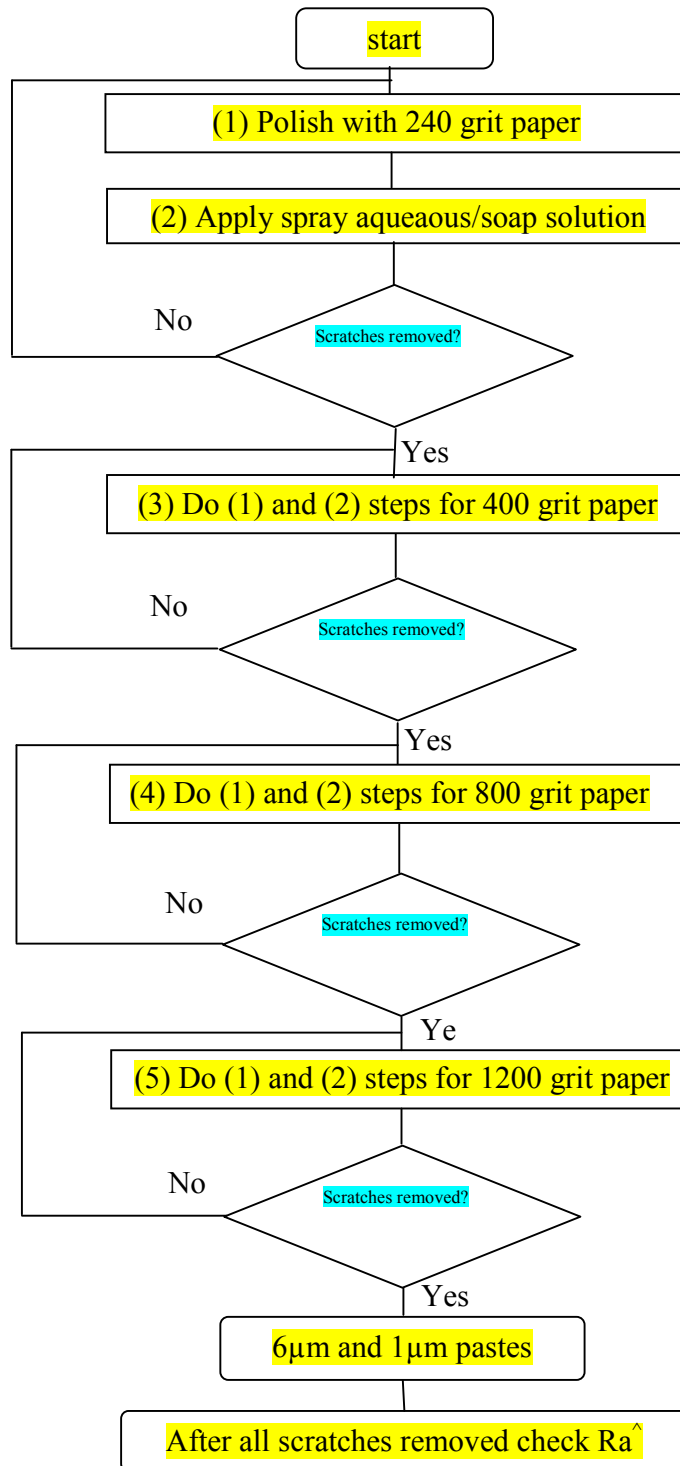 start
(1) Polish with 240 grit paper
(2) Apply spray aqueaous/soap solution
No
Scratches removed?
Yes
(3) Do (1) and (2) steps for 400 grit paper
No
Scratches removed?
Yes
(4) Do (1) and (2) steps for 800 grit paper
No
Scratches removed?
Ye
(5) Do (1) and (2) steps for 1200 grit paper
No
Scratches removed?
Yes
6µm and 1µm pastes
After all scratches removed check Ra^